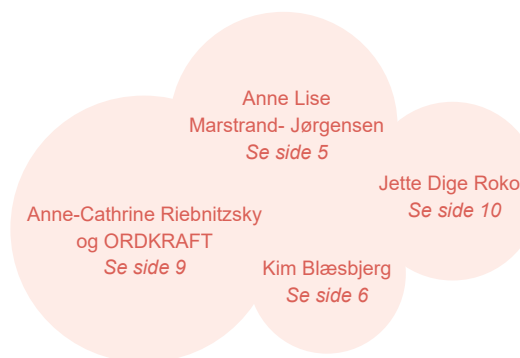 Anne Lise
Marstrand- Jørgensen
Se side 5
Jette Dige Roko
Se side 10
Anne-Cathrine Riebnitzsky
og ORDKRAFT
Se side 9
Kim Blæsbjerg
Se side 6